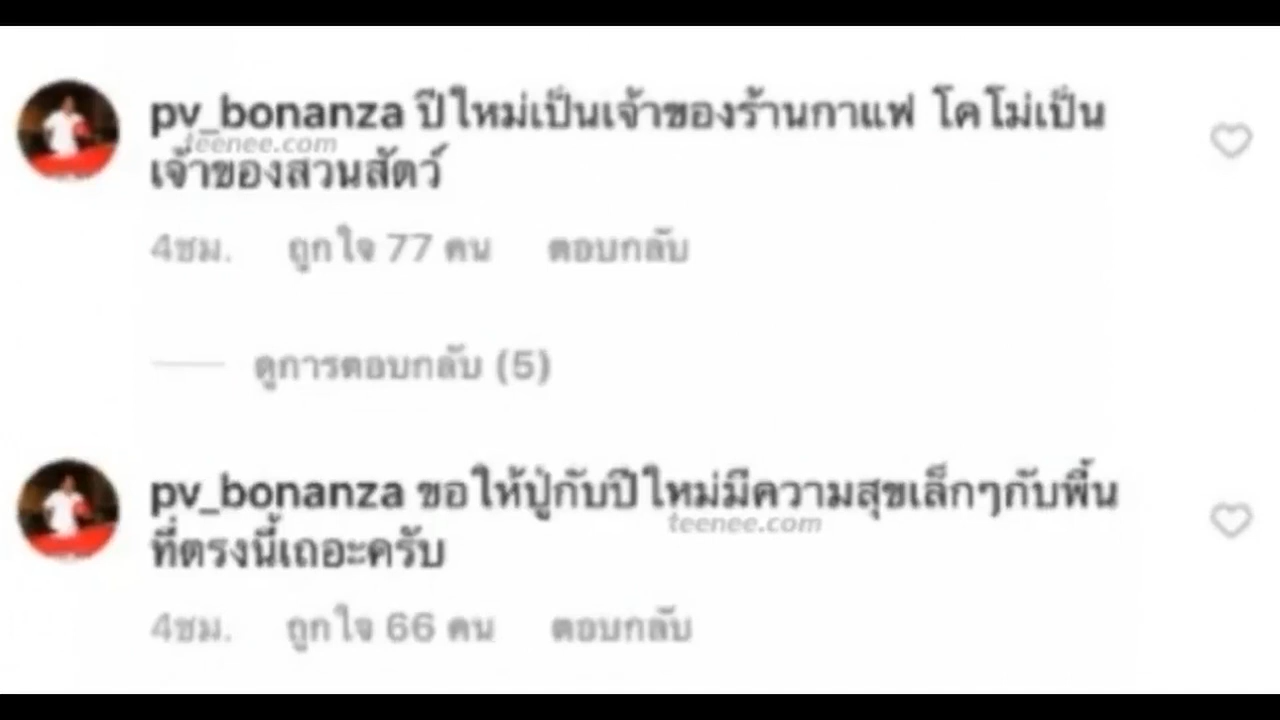 pv_bonanza ปีใหม่เป็นเจ้าของร้านกาแฟ โคโม่เป็น
teenee.com
เจ้าของสวนสัตว์
4ชม. ถูกใจ 77 คน ตอบกลับ
ดูการตอบกลับ (5)
pv_bonanza ขอให้ปู่กับปีใหม่มีความสุขเล็กๆกับพื้น
teenee.com
ที่ตรงนี้เถอะครับ
4ชม. ถูกใจ 66 คน ตอบกลับ